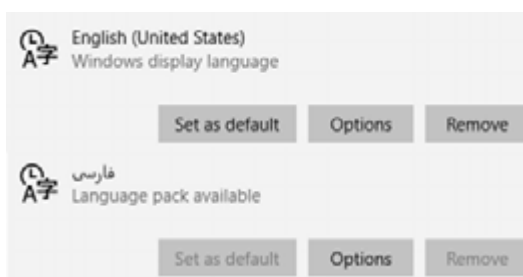 English (United States)
Windows display language
Set as default Options Remove
فارسی
Language pack available
Set as default Options Remove